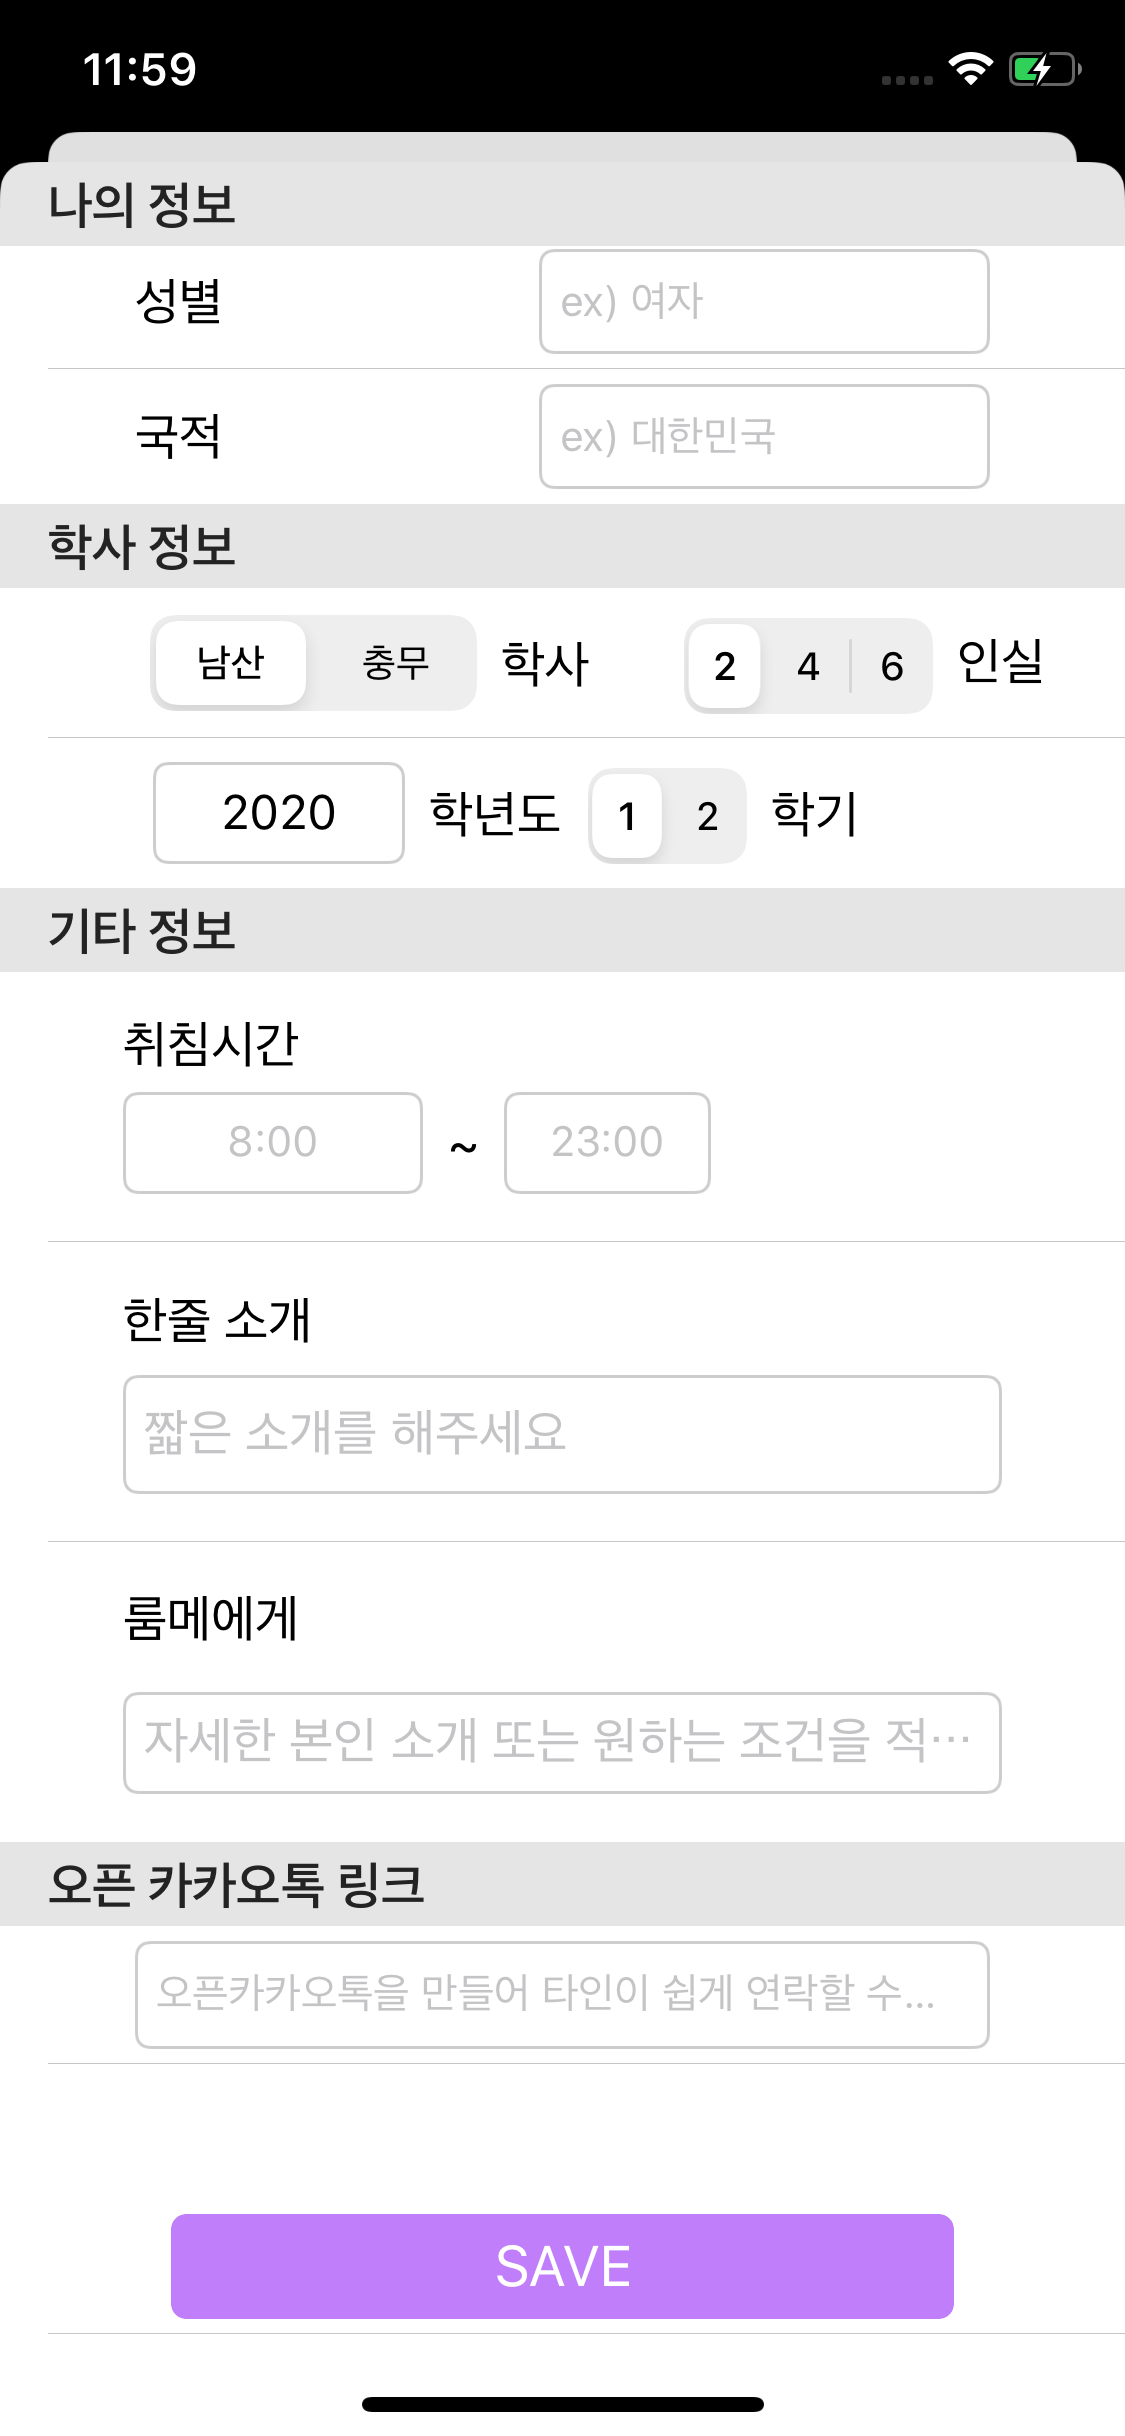 11:59
나의 정보
성별 ex) 여자
국적 ex) 대한민국
학사 정보
남산 충무 학사 2 4 6 인실
2020 학년도 1 2 학기
기타 정보
취침시간
8:00 ~ 23:00
한줄 소개
짧은 소개를 해주세요
룸메에게
자세한 본인 소개 또는 원하는 조건을 적…
오픈 카카오톡 링크
오픈카카오톡을 만들어 타인이 쉽게 연락할 수...
SAVE